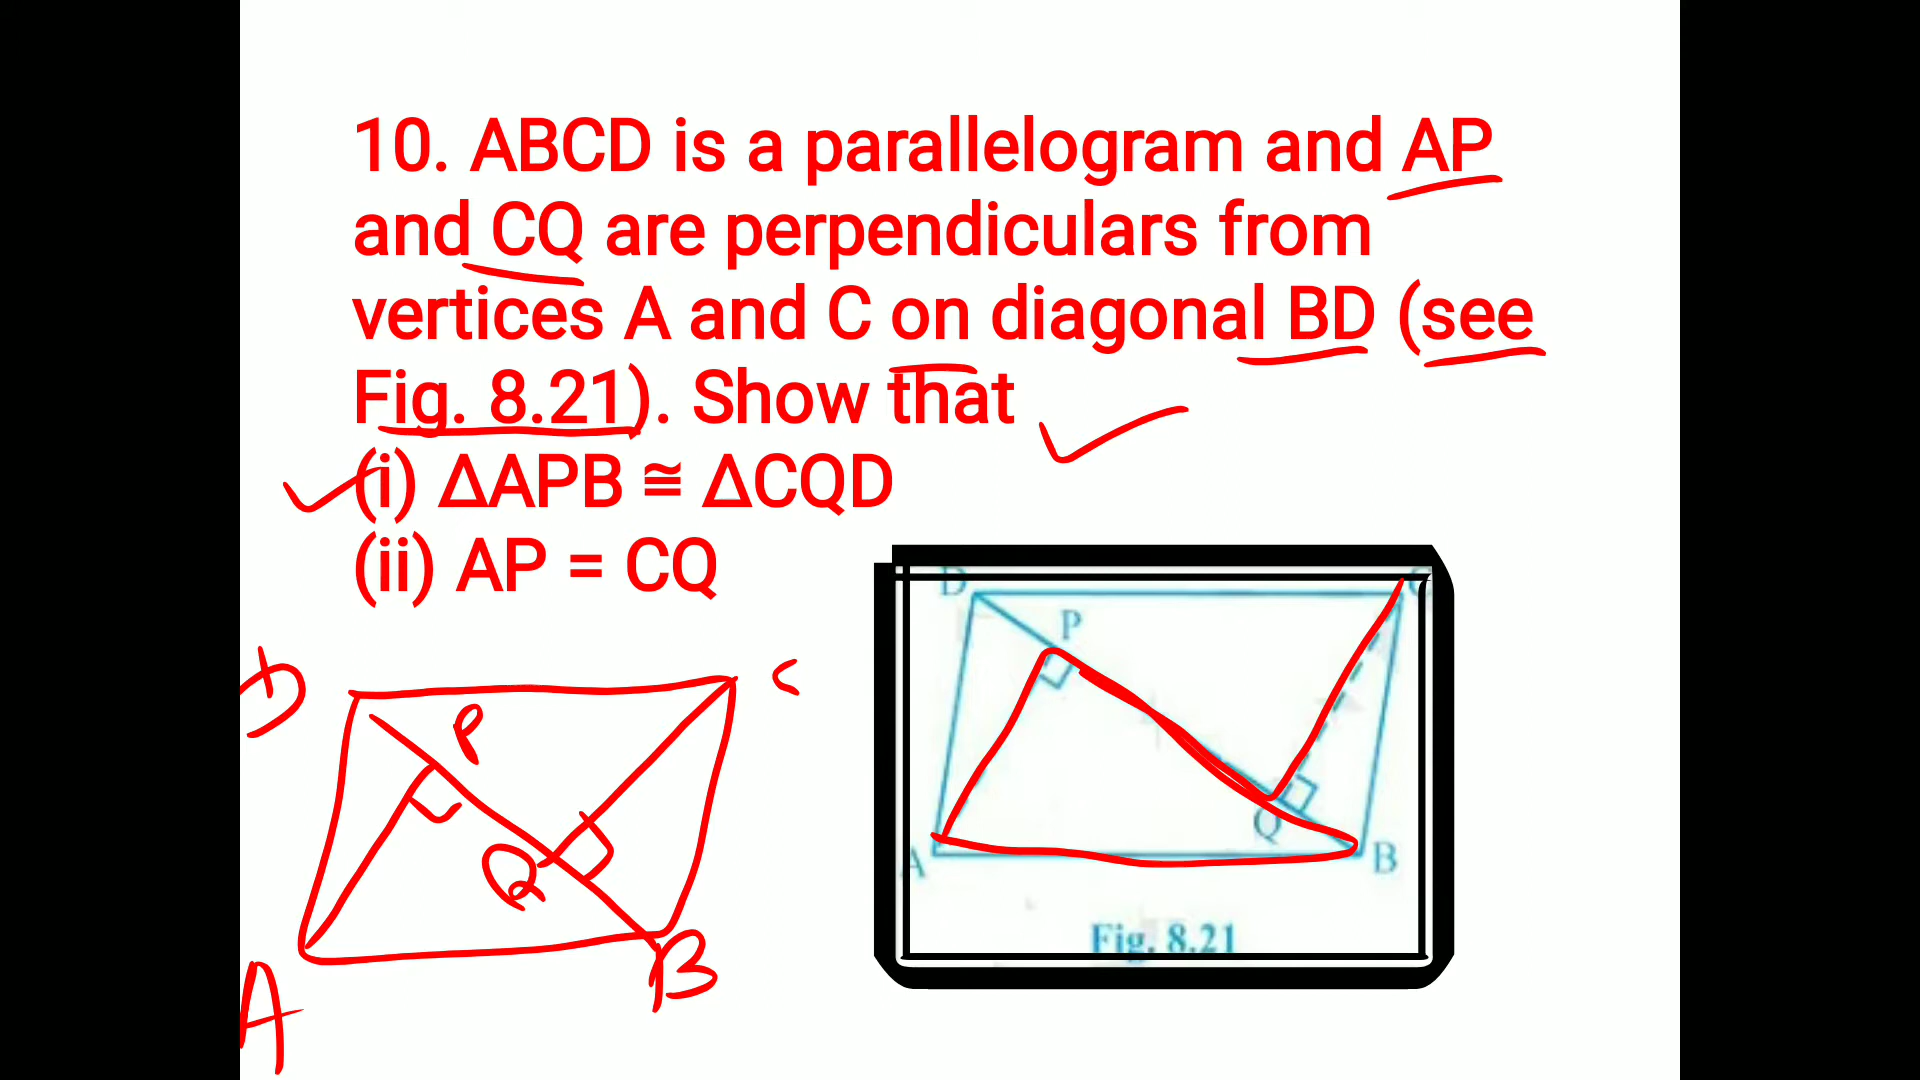 10. ABCD is a parallelogram and AP
and CQ are perpendiculars from
vertices A and C on diagonal BD (see
Fig. 8.21). Show that
(i) ΔAPB ≅ ΔCQD
(ii) AP = CQ
D
C
P
Q
A
B
D
C
P
Q
A
B
Fig. 8.21